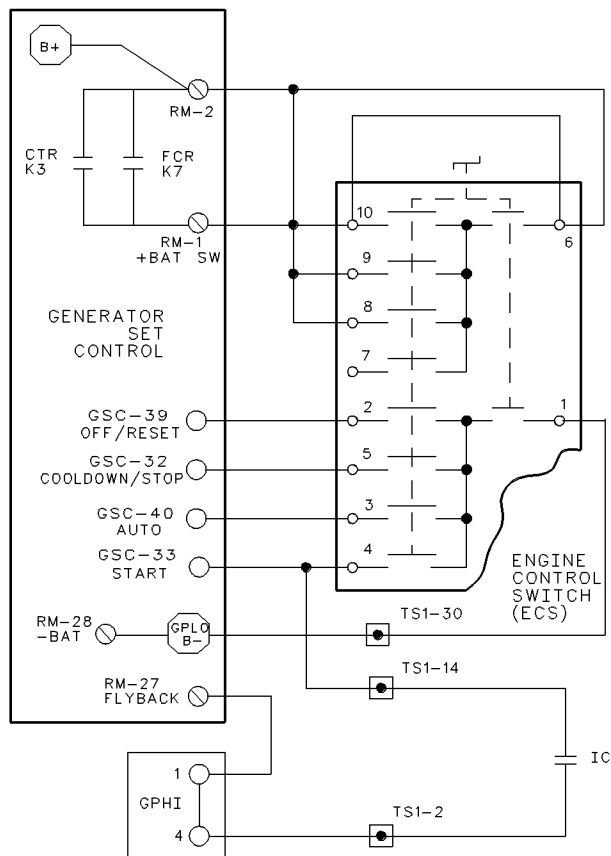 B+
RM-2
CTR
K3
FCR
K7
RM-1
+BAT SW
10
6
9
8
7
GENERATOR
SET
CONTROL
GSC-39
OFF/RESET
2
1
GSC-32
COOLDOWN/STOP
5
GSC-40
AUTO
3
GSC-33
START
4
ENGINE
CONTROL
SWITCH
(ECS)
RM-28
-BAT
GPLO
B-
TS1-30
RM-27
FLYBACK
TS1-14
IC
GPHI
1
4
TS1-2